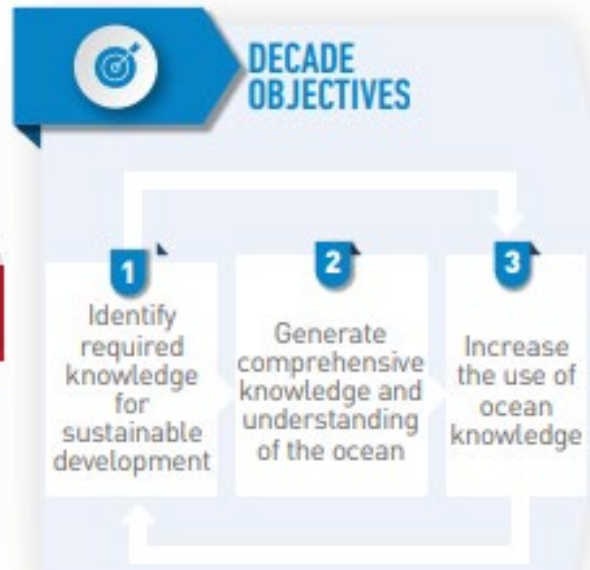 DECADE
OBJECTIVES
1
Identify
required
knowledge
for
sustainable
development
2
Generate
comprehensive
knowledge and
understanding
of the ocean
3
Increase
the use of
ocean
knowledge